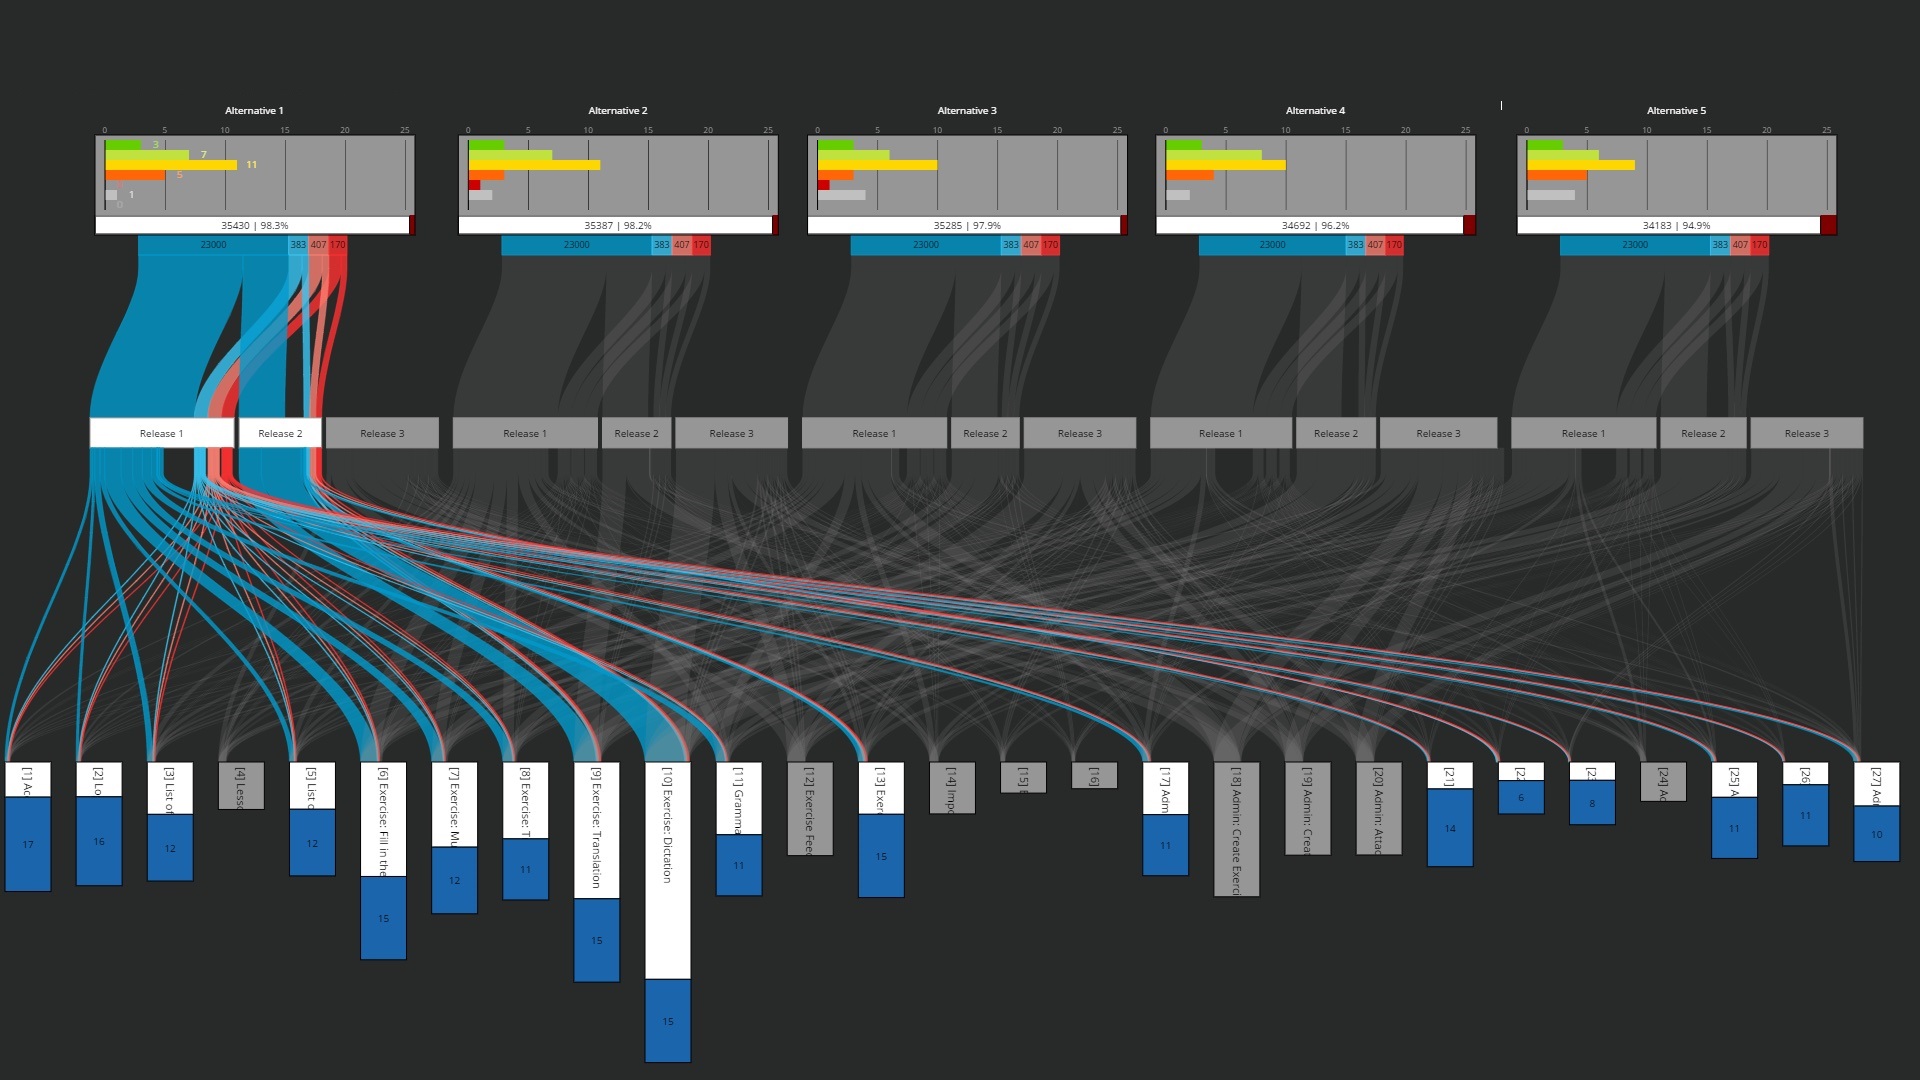 Alternative 1 Alternative 2 Alternative 3 Alternative 4 Alternative 5
0 5 10 15 20 25 0 5 10 15 20 25 0 5 10 15 20 25 0 5 10 15 20 25 0 5 10 15 20 25
3
7
11
5
1
0
35430 | 98.3% 35387 | 98.2% 35285 | 97.9% 34692 | 96.2% 34183 | 94.9%
23000 383 407 170 23000 383 407 170 23000 383 407 170 23000 383 407 170 23000 383 407 170
Release 1 Release 2 Release 3 Release 1 Release 2 Release 3 Release 1 Release 2 Release 3 Release 1 Release 2 Release 3 Release 1 Release 2 Release 3
[1] Ac
[2] Lo
[3] List of
[4] Lesso
[5] List o
[6] Exercise: Fill in the
[7] Exercise: Mu
[8] Exercise: T
[9] Exercise: Translation
[10] Exercise: Dictation
[11] Gramma
[12] Exercise Feed
[13] Exer
[14] Impo
[15]
[16]
[17] Adm
[18] Admin: Create Exerci
[19] Admin: Creat
[20] Admin: Attac
[21]
[22
[2
[24] Ac
[25] A
[26
[27] Adm
17 16 12 12 15 12 11 15 15 11 15 11 14 6 8 11 11 10